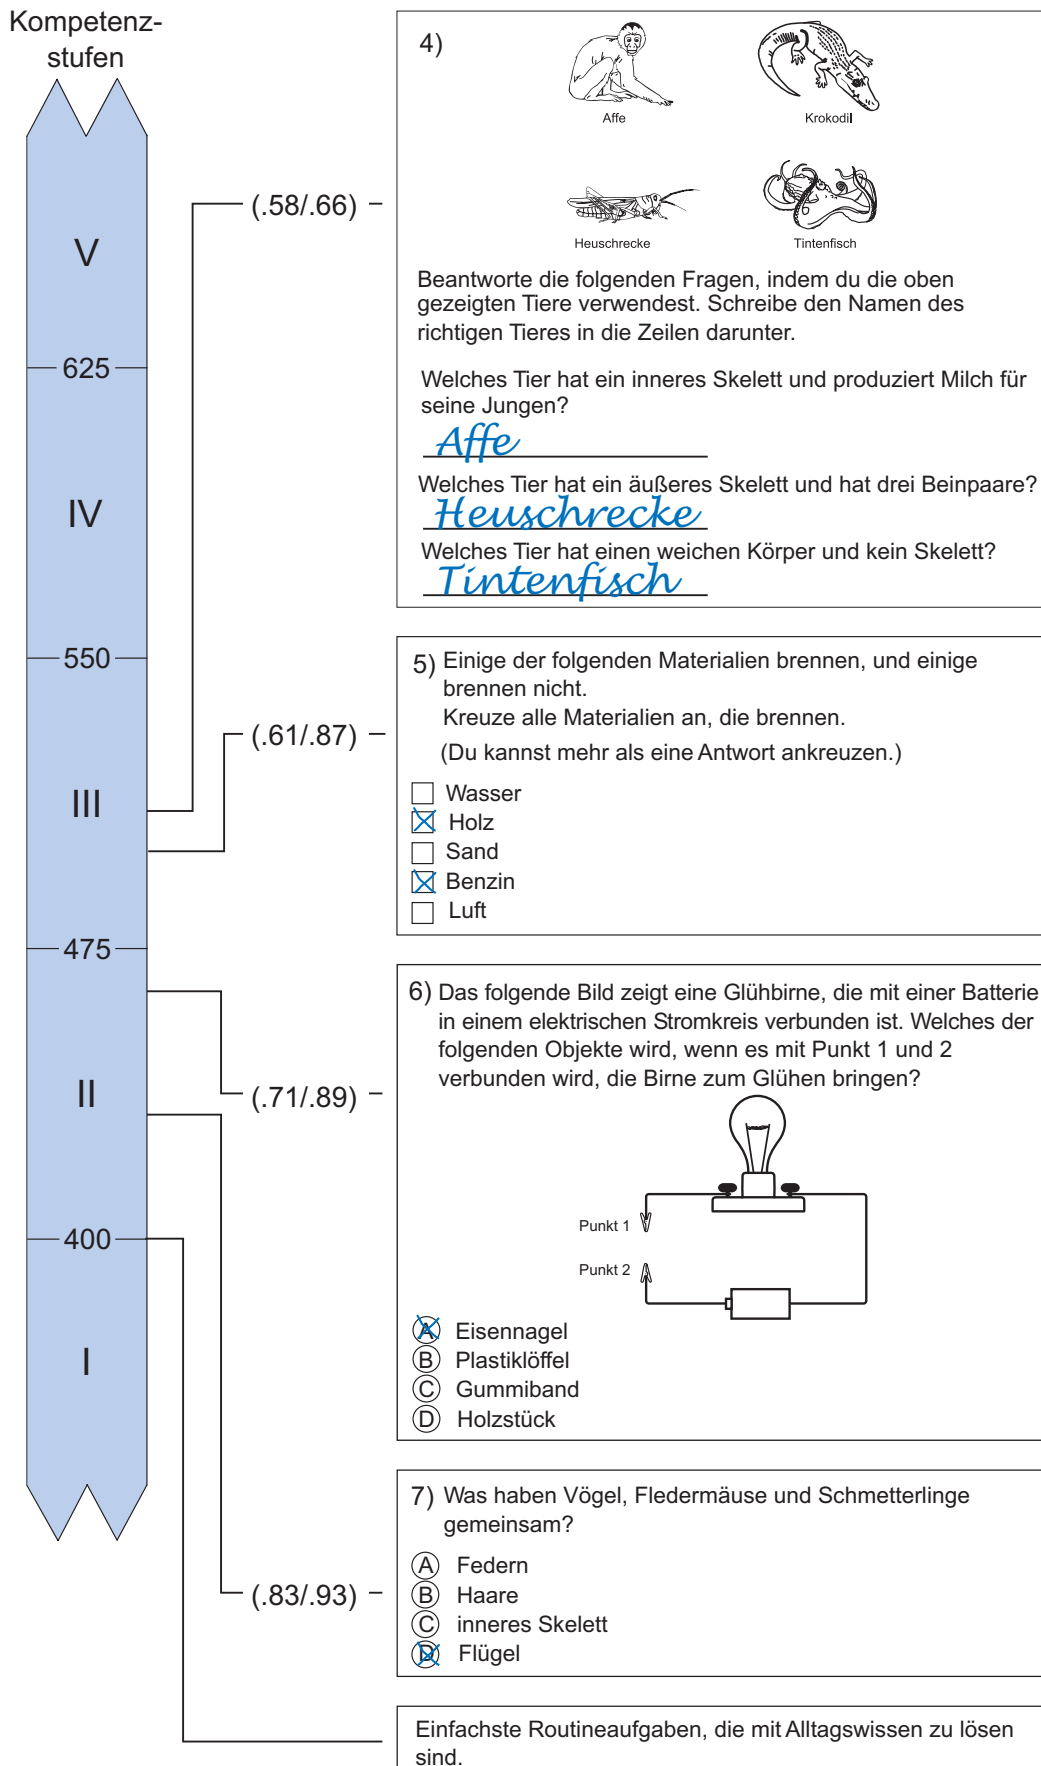 Kompetenz-
stufen
V
625
IV
550
III
475
II
400
I
(.58/.66)
(.61/.87)
(.71/.89)
(.83/.93)
4)
Affe
Krokodil
Heuschrecke
Tintenfisch
Beantworte die folgenden Fragen, indem du die oben
gezeigten Tiere verwendest. Schreibe den Namen des
richtigen Tieres in die Zeilen darunter.
Welches Tier hat ein inneres Skelett und produziert Milch für
seine Jungen?
Affe
Welches Tier hat ein äußeres Skelett und hat drei Beinpaare?
Heuschrecke
Welches Tier hat einen weichen Körper und kein Skelett?
Tintenfisch
5) Einige der folgenden Materialien brennen, und einige
brennen nicht.
Kreuze alle Materialien an, die brennen.
(Du kannst mehr als eine Antwort ankreuzen.)
Wasser
Holz
Sand
Benzin
Luft
6) Das folgende Bild zeigt eine Glühbirne, die mit einer Batterie
in einem elektrischen Stromkreis verbunden ist. Welches der
folgenden Objekte wird, wenn es mit Punkt 1 und 2
verbunden wird, die Birne zum Glühen bringen?
Punkt 1
Punkt 2
A Eisennagel
B Plastiklöffel
C Gummiband
D Holzstück
7) Was haben Vögel, Fledermäuse und Schmetterlinge
gemeinsam?
A Federn
B Haare
C inneres Skelett
D Flügel
Einfachste Routineaufgaben, die mit Alltagswissen zu lösen
sind.